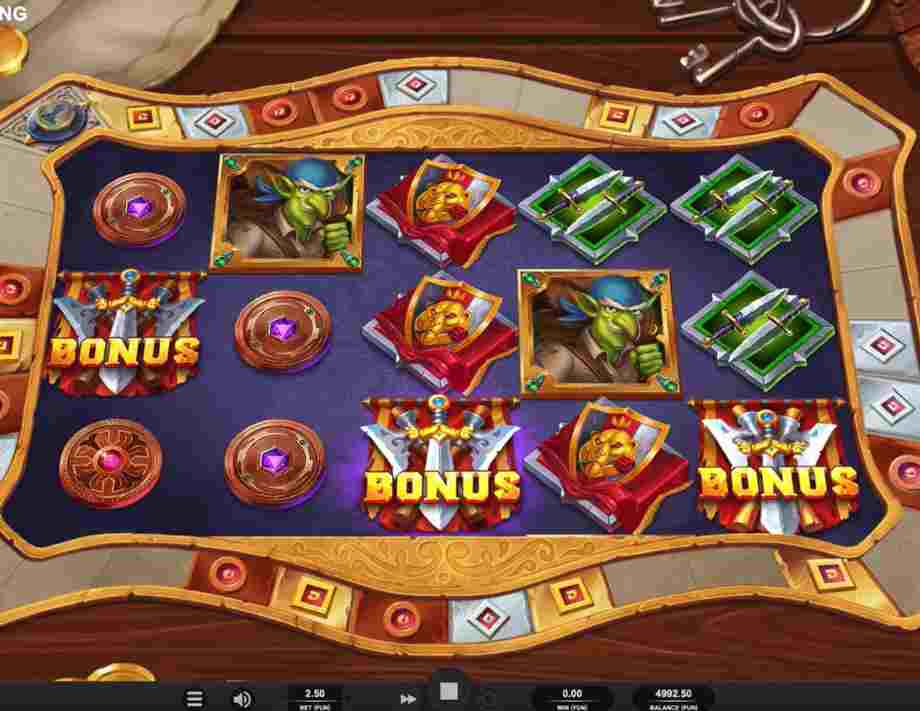 NG
BONUS
BONUS
BONUS
2.50
BET (FUN)
0.00
WIN (FUN)
4992.50
BALANCE (FUN)